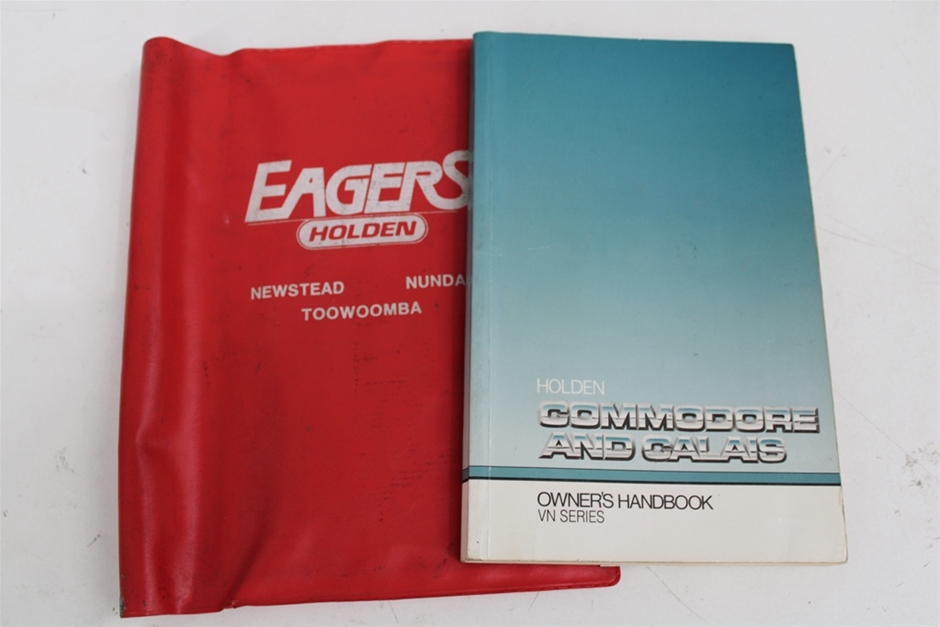 EAGERS
HOLDEN
NEWSTEAD NUNDA
TOOWOOMBA
HOLDEN
COMMODORE
AND CALAIS
OWNER'S HANDBOOK
VN SERIES